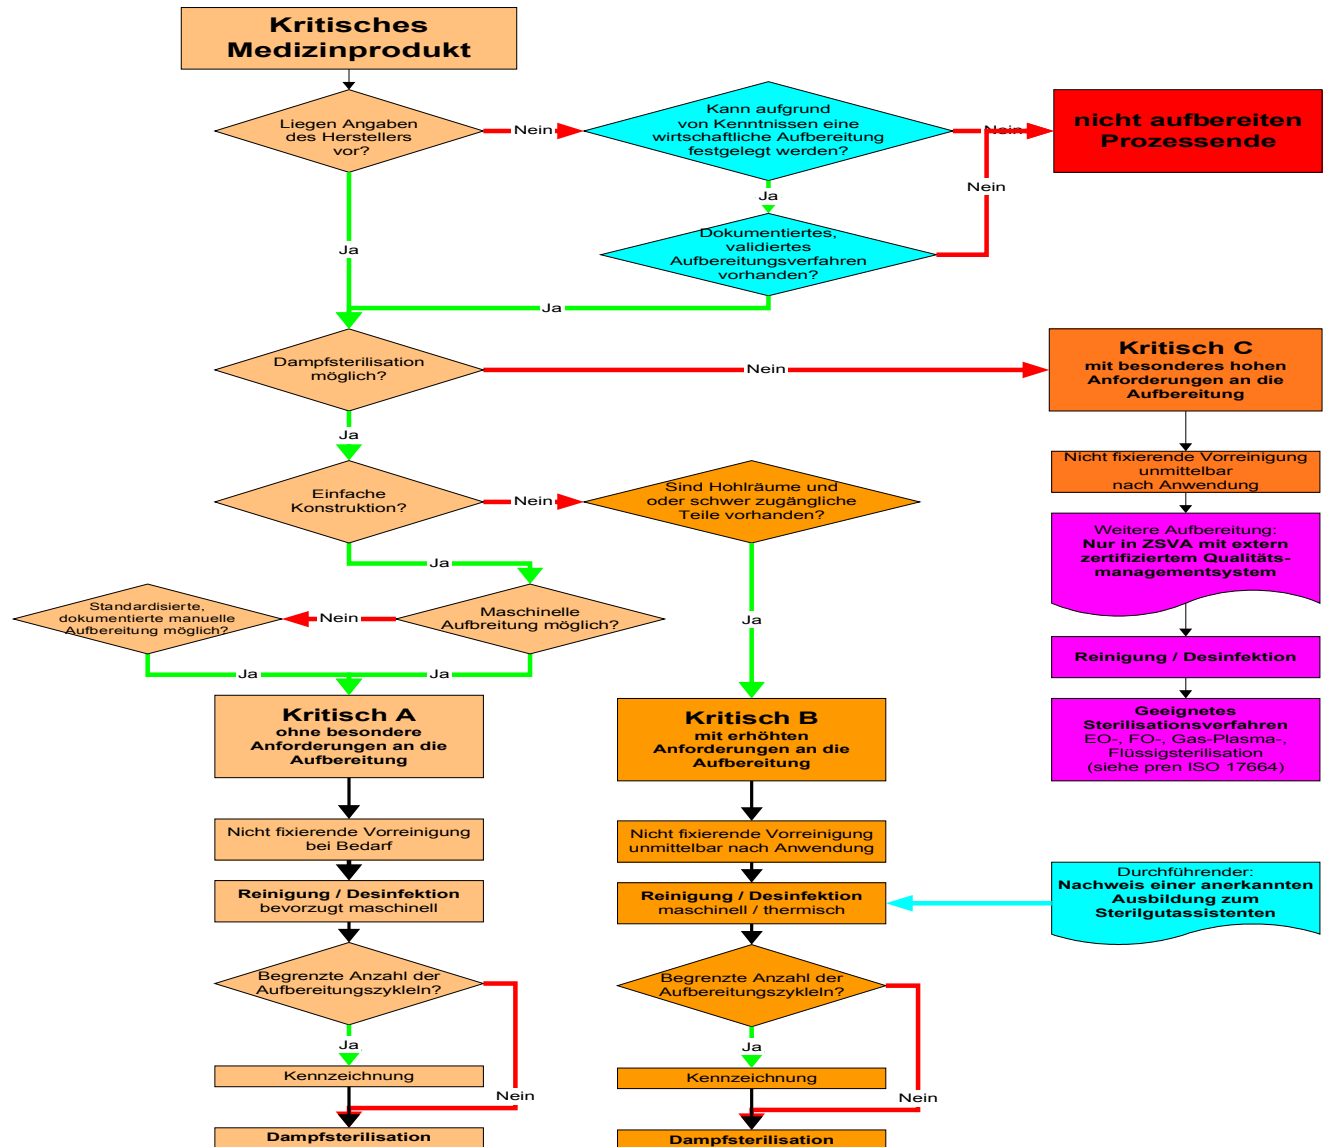 Kritisches
Medizinprodukt
Liegen Angaben
des Herstellers
vor?
Nein
Kann aufgrund
von Kenntnissen eine
wirtschaftliche Aufbereitung
festgelegt werden?
Nein
nicht aufbereiten
Prozessende
Ja
Nein
Dokumentiertes,
validiertes
Aufbereitungsverfahren
vorhanden?
Ja
Ja
Dampfsterilisation
möglich?
Nein
Kritisch C
mit besonderes hohen
Anforderungen an die
Aufbereitung
Ja
Nicht fixierende Vorreinigung
unmittelbar
nach Anwendung
Einfache
Konstruktion?
Nein
Sind Hohlräume und
oder schwer zugängliche
Teile vorhanden?
Weitere Aufbereitung:
Nur in ZSVA mit extern
zertifiziertem Qualitäts-
managementsystem
Ja
Standardisierte,
dokumentierte manuelle
Aufbereitung möglich?
Nein
Maschinelle
Aufbreitung möglich?
Ja
Reinigung / Desinfektion
Ja
Ja
Kritisch A
ohne besondere
Anforderungen an die
Aufbereitung
Kritisch B
mit erhöhten
Anforderungen an die
Aufbereitung
Geeignetes
Sterilisationsverfahren
EO-, FO-, Gas-Plasma-,
Flüssigsterilisation
(siehe pren ISO 17664)
Nicht fixierende Vorreinigung
bei Bedarf
Nicht fixierende Vorreinigung
unmittelbar nach Anwendung
Reinigung / Desinfektion
bevorzugt maschinell
Reinigung / Desinfektion
maschinell / thermisch
Durchführender:
Nachweis einer anerkannten
Ausbildung zum
Sterilgutassistenten
Begrenzte Anzahl der
Aufbereitungszykleln?
Begrenzte Anzahl der
Aufbereitungszykleln?
Ja
Ja
Kennzeichnung
Kennzeichnung
Nein
Nein
Dampfsterilisation
Dampfsterilisation